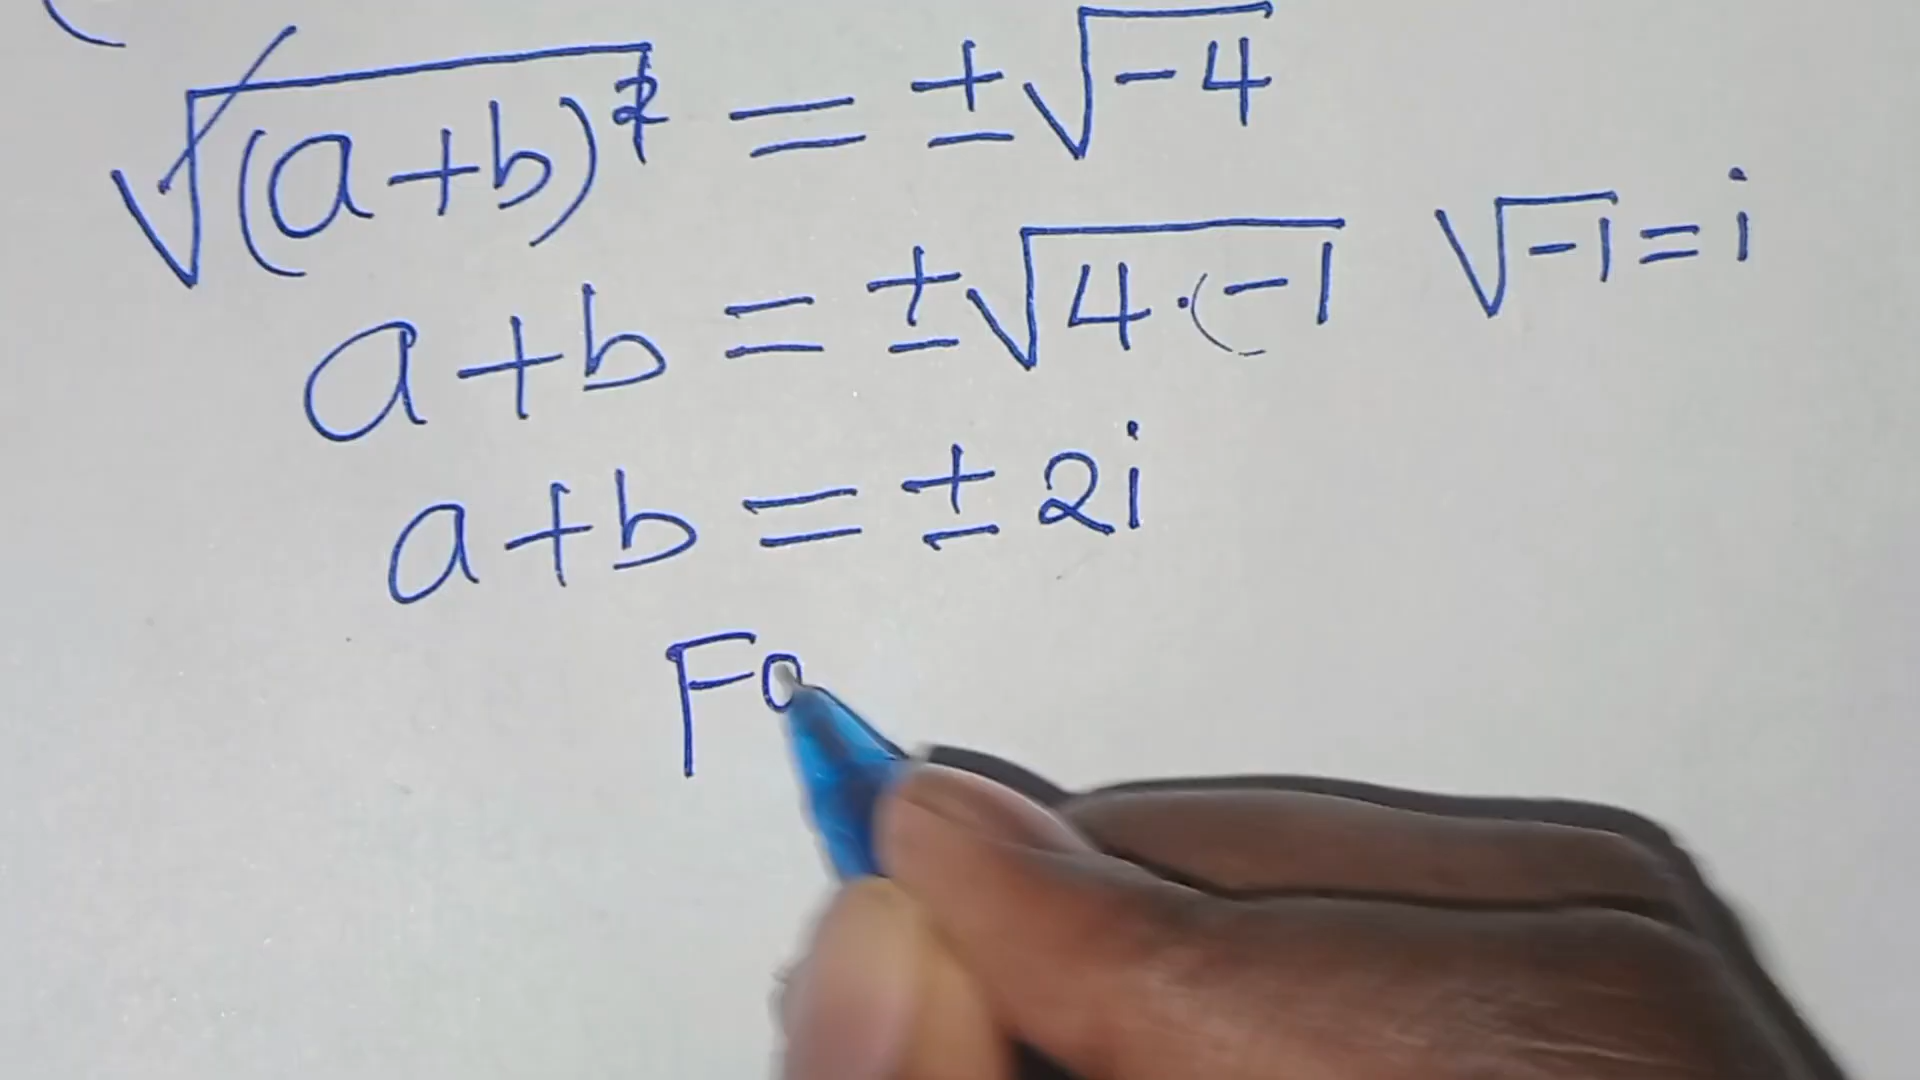 √(a+b)² = ±√-4
a+b = ±√4·(-1 √-1 = i
a+b = ± 2i
Fo